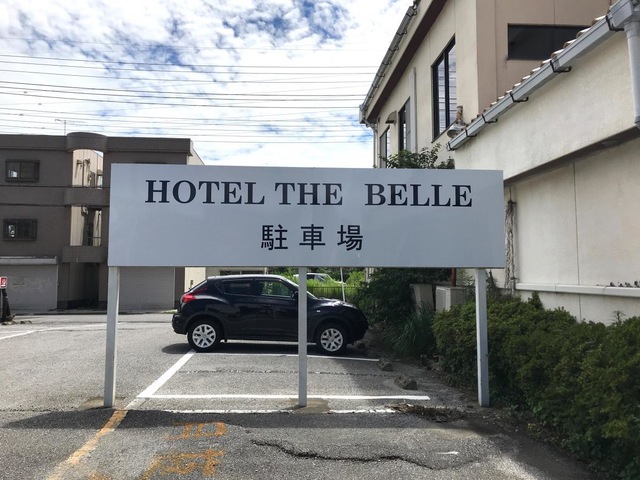 HOTEL THE BELLE
駐車場